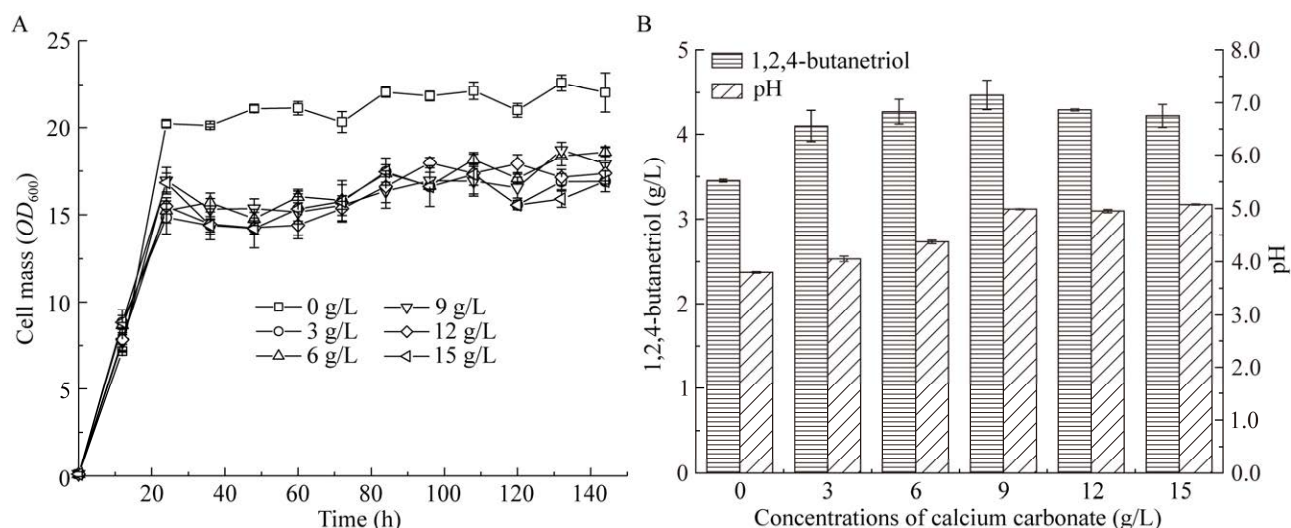 A
25
20
15
10
5
0
20
40
60
80
100
120
140
Time (h)
Cell mass (OD600)
0 g/L
3 g/L
6 g/L
9 g/L
12 g/L
15 g/L
B
5
4
3
2
1
0
1,2,4-butanetriol (g/L)
1,2,4-butanetriol
pH
8.0
7.0
6.0
5.0
4.0
3.0
2.0
1.0
0.0
pH
0
3
6
9
12
15
Concentrations of calcium carbonate (g/L)